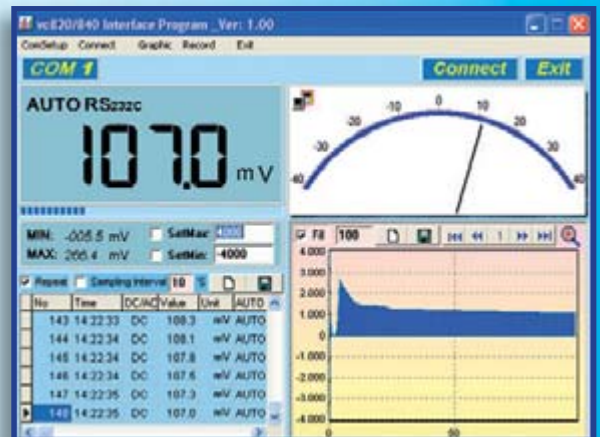 vc820/840 Interface Program _Ver: 1.00
ComSetup Connect Graphic Record Exit
COM 1
Connect Exit
AUTO RS232C
107.0 mV
-40 -30 -20 -10 0 10 20 30 40
MIN: -005.5 mV SetMax: 4000
MAX: 266.4 mV SetMin: -4000
Repeat Sampling Interval 10 S
No Time DC/AC Value Unit AUTO
143 14:22:33 DC 108.3 mV AUTO
144 14:22:34 DC 108.1 mV AUTO
145 14:22:34 DC 107.8 mV AUTO
146 14:22:34 DC 107.6 mV AUTO
147 14:22:35 DC 107.3 mV AUTO
148 14:22:35 DC 107.0 mV AUTO
Fill 100 1
4.000
3.000
2.000
1.000
0
-1.000
-2.000
-3.000
-4.000
0 50